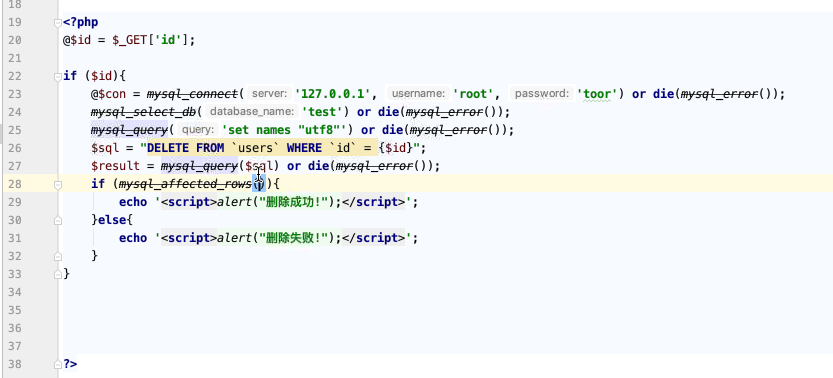 18
19 <?php
20 @$id = $_GET['id'];
21
22 if ($id){
23 @$con = mysql_connect( server: '127.0.0.1', username: 'root', password: 'toor') or die(mysql_error());
24 mysql_select_db( database_name: 'test') or die(mysql_error());
25 mysql_query( query: 'set names "utf8"') or die(mysql_error());
26 $sql = "DELETE FROM `users` WHERE `id` = {$id}";
27 $result = mysql_query($sql) or die(mysql_error());
28 if (mysql_affected_rows()){
29 echo '<script>alert("删除成功!");</script>';
30 }else{
31 echo '<script>alert("删除失败!");</script>';
32 }
33 }
34
35
36
37
38 ?>